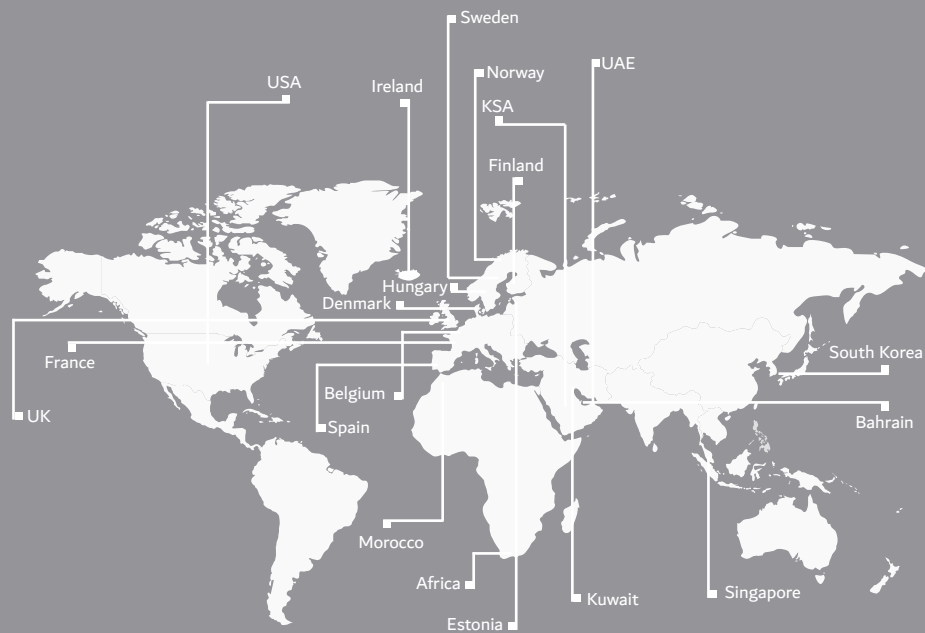 Sweden
UAE
Norway
USA
Ireland
KSA
Finland
Hungary
Denmark
France
South Korea
Belgium
UK
Spain
Bahrain
Morocco
Africa
Kuwait
Singapore
Estonia